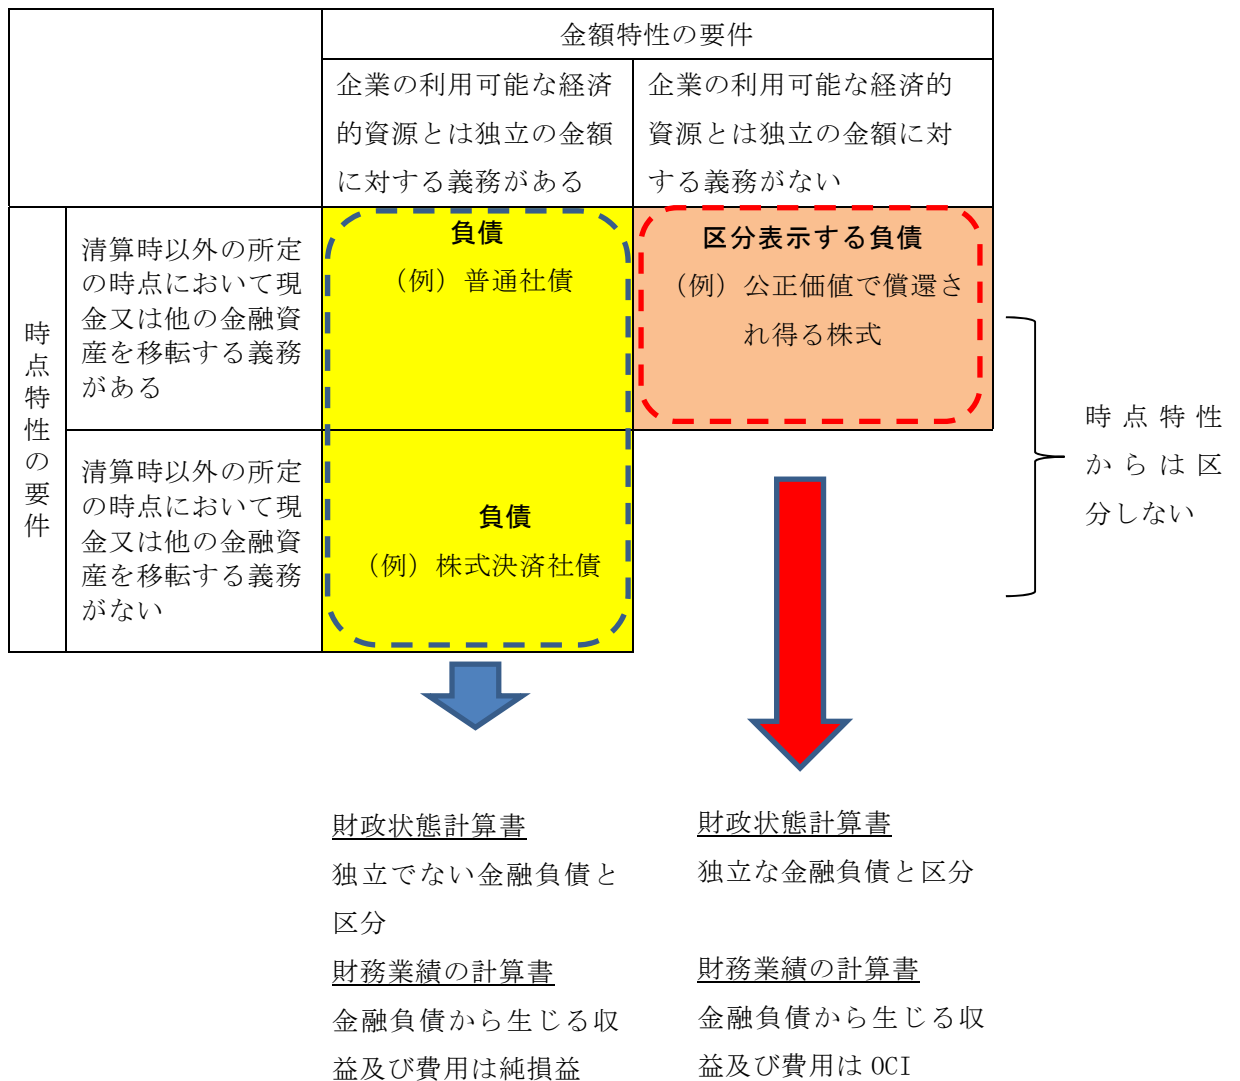 金額特性の要件
企業の利用可能な経済
的資源とは独立の金額
に対する義務がある
企業の利用可能な経済的
資源とは独立の金額に対
する義務がない
時点特性の要件
清算時以外の所定
の時点において現
金又は他の金融資
産を移転する義務
がある
負債
（例）普通社債
区分表示する負債
（例）公正価値で償還さ
れ得る株式
清算時以外の所定
の時点において現
金又は他の金融資
産を移転する義務
がない
負債
（例）株式決済社債
時点特性
からは区
分しない
財政状態計算書
独立でない金融負債と
区分
財務業績の計算書
金融負債から生じる収
益及び費用は純損益
財政状態計算書
独立な金融負債と区分
財務業績の計算書
金融負債から生じる収
益及び費用は OCI